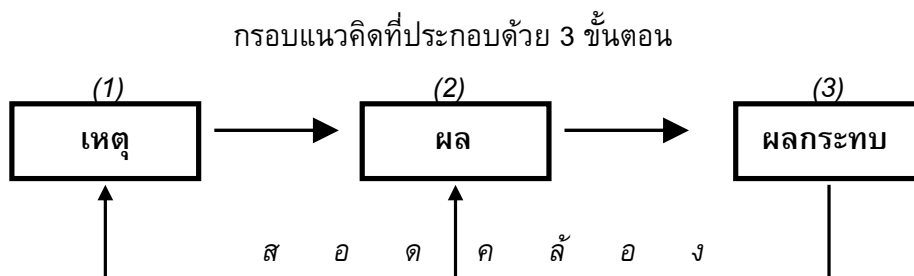 กรอบแนวคิดที่ประกอบด้วย 3 ขั้นตอน
(1) (2) (3)
เหตุ ผล ผลกระทบ
ส อ ด ค ล้ อ ง